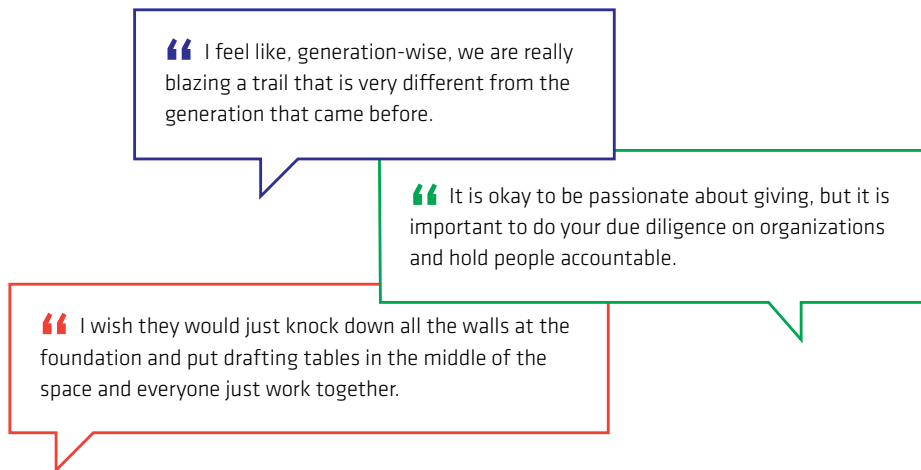 “ I feel like, generation-wise, we are really
blazing a trail that is very different from the
generation that came before.
“ It is okay to be passionate about giving, but it is
important to do your due diligence on organizations
and hold people accountable.
“ I wish they would just knock down all the walls at the
foundation and put drafting tables in the middle of the
space and everyone just work together.